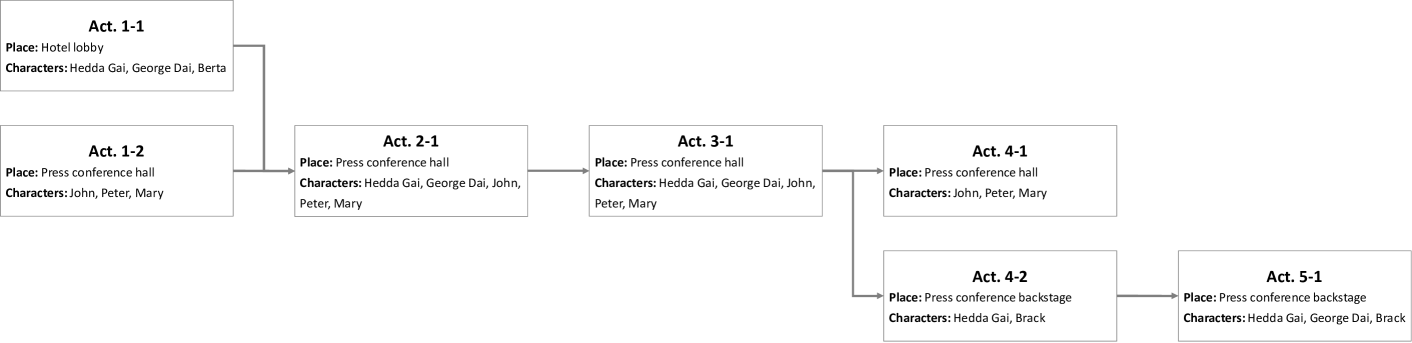 Act. 1-1
Place: Hotel lobby
Characters: Hedda Gai, George Dai, Berta
Act. 1-2
Place: Press conference hall
Characters: John, Peter, Mary
Act. 2-1
Place: Press conference hall
Characters: Hedda Gai, George Dai, John,
Peter, Mary
Act. 3-1
Place: Press conference hall
Characters: Hedda Gai, George Dai, John,
Peter, Mary
Act. 4-1
Place: Press conference hall
Characters: John, Peter, Mary
Act. 4-2
Place: Press conference backstage
Characters: Hedda Gai, Brack
Act. 5-1
Place: Press conference backstage
Characters: Hedda Gai, George Dai, Brack